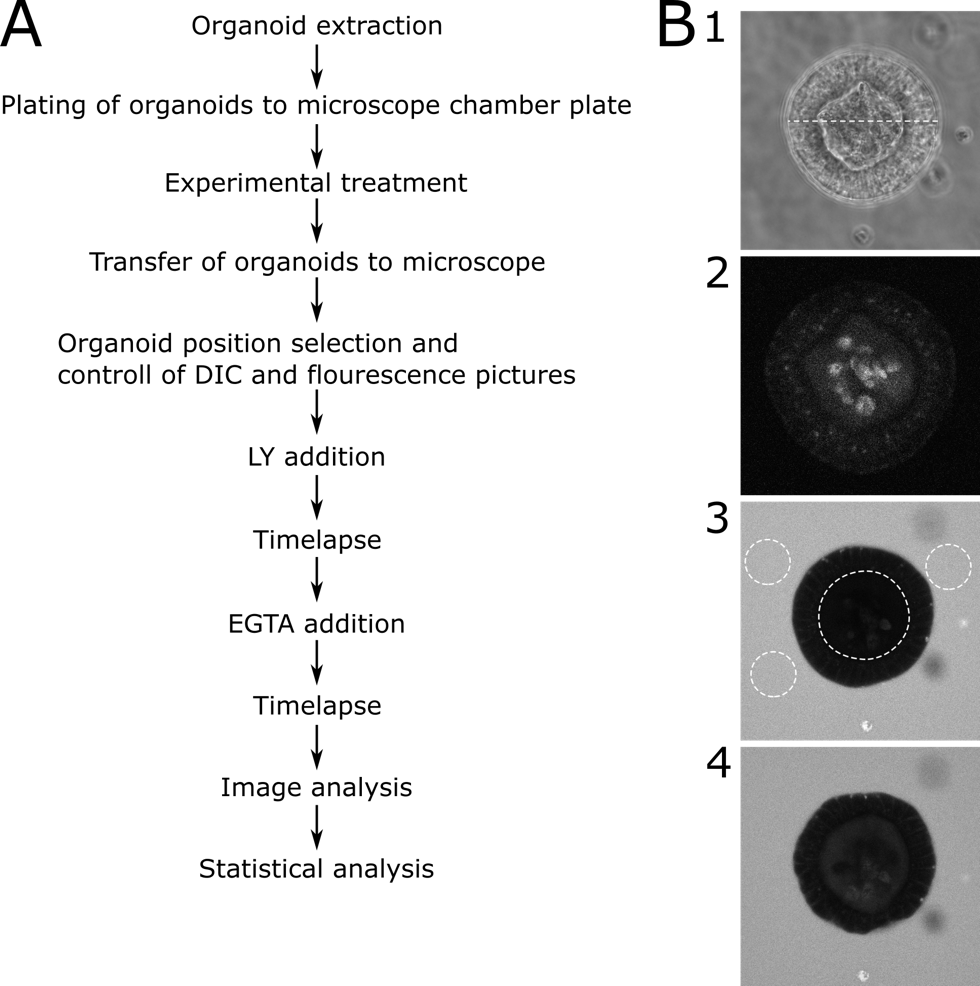 A
Organoid extraction
Plating of organoids to microscope chamber plate
Experimental treatment
Transfer of organoids to microscope
Organoid position selection and
controll of DIC and flourescence pictures
LY addition
Timelapse
EGTA addition
Timelapse
Image analysis
Statistical analysis
B
1
2
3
4